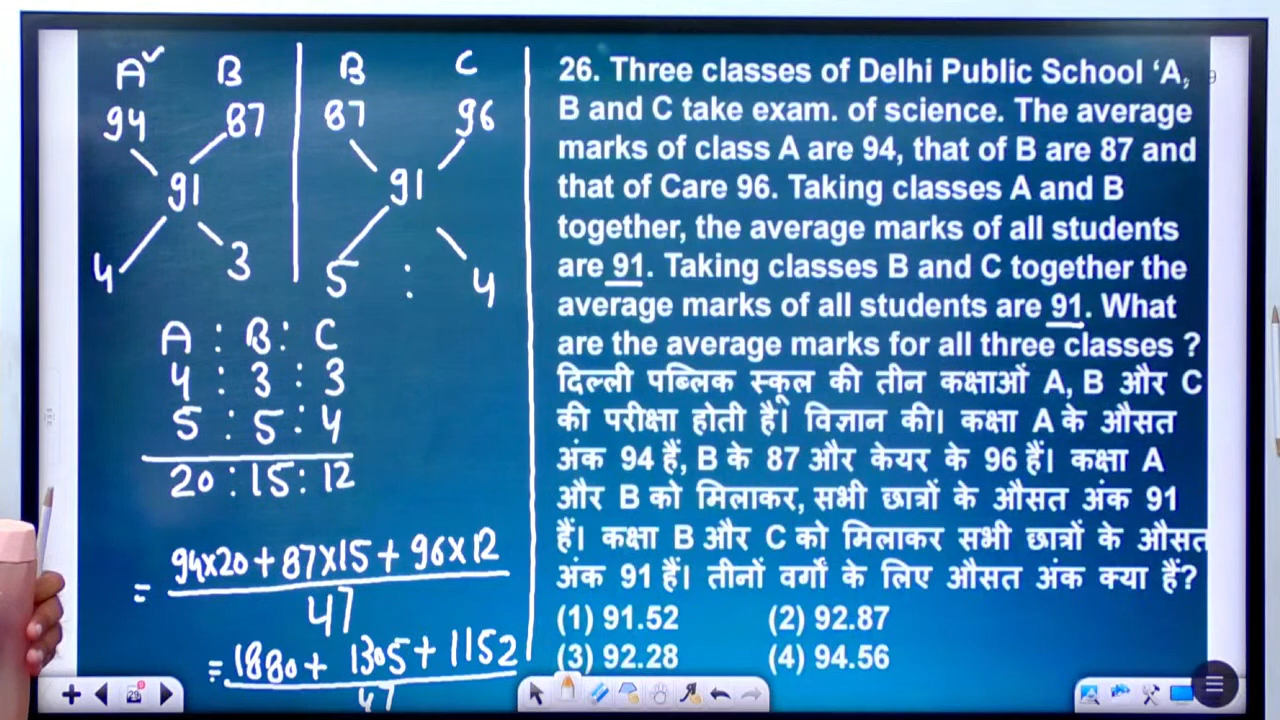 A✓ B
94 87
91
4 3
B C
87 96
91
5 : 4
A : B : C
4 : 3 : 3
5 : 5 : 4
20 : 15 : 12
= 94x20 + 87x15 + 96x12
47
= 1880 + 1305 + 1152
47
26. Three classes of Delhi Public School ‘A,
B and C take exam. of science. The average
marks of class A are 94, that of B are 87 and
that of Care 96. Taking classes A and B
together, the average marks of all students
are 91. Taking classes B and C together the
average marks of all students are 91. What
are the average marks for all three classes ?
दिल्ली पब्लिक स्कूल की तीन कक्षाओं A, B और C
की परीक्षा होती है। विज्ञान की। कक्षा A के औसत
अंक 94 हैं, B के 87 और केयर के 96 हैं। कक्षा A
और B को मिलाकर, सभी छात्रों के औसत अंक 91
हैं। कक्षा B और C को मिलाकर सभी छात्रों के औसत
अंक 91 हैं। तीनों वर्गों के लिए औसत अंक क्या हैं?
(1) 91.52 (2) 92.87
(3) 92.28 (4) 94.56
29
9